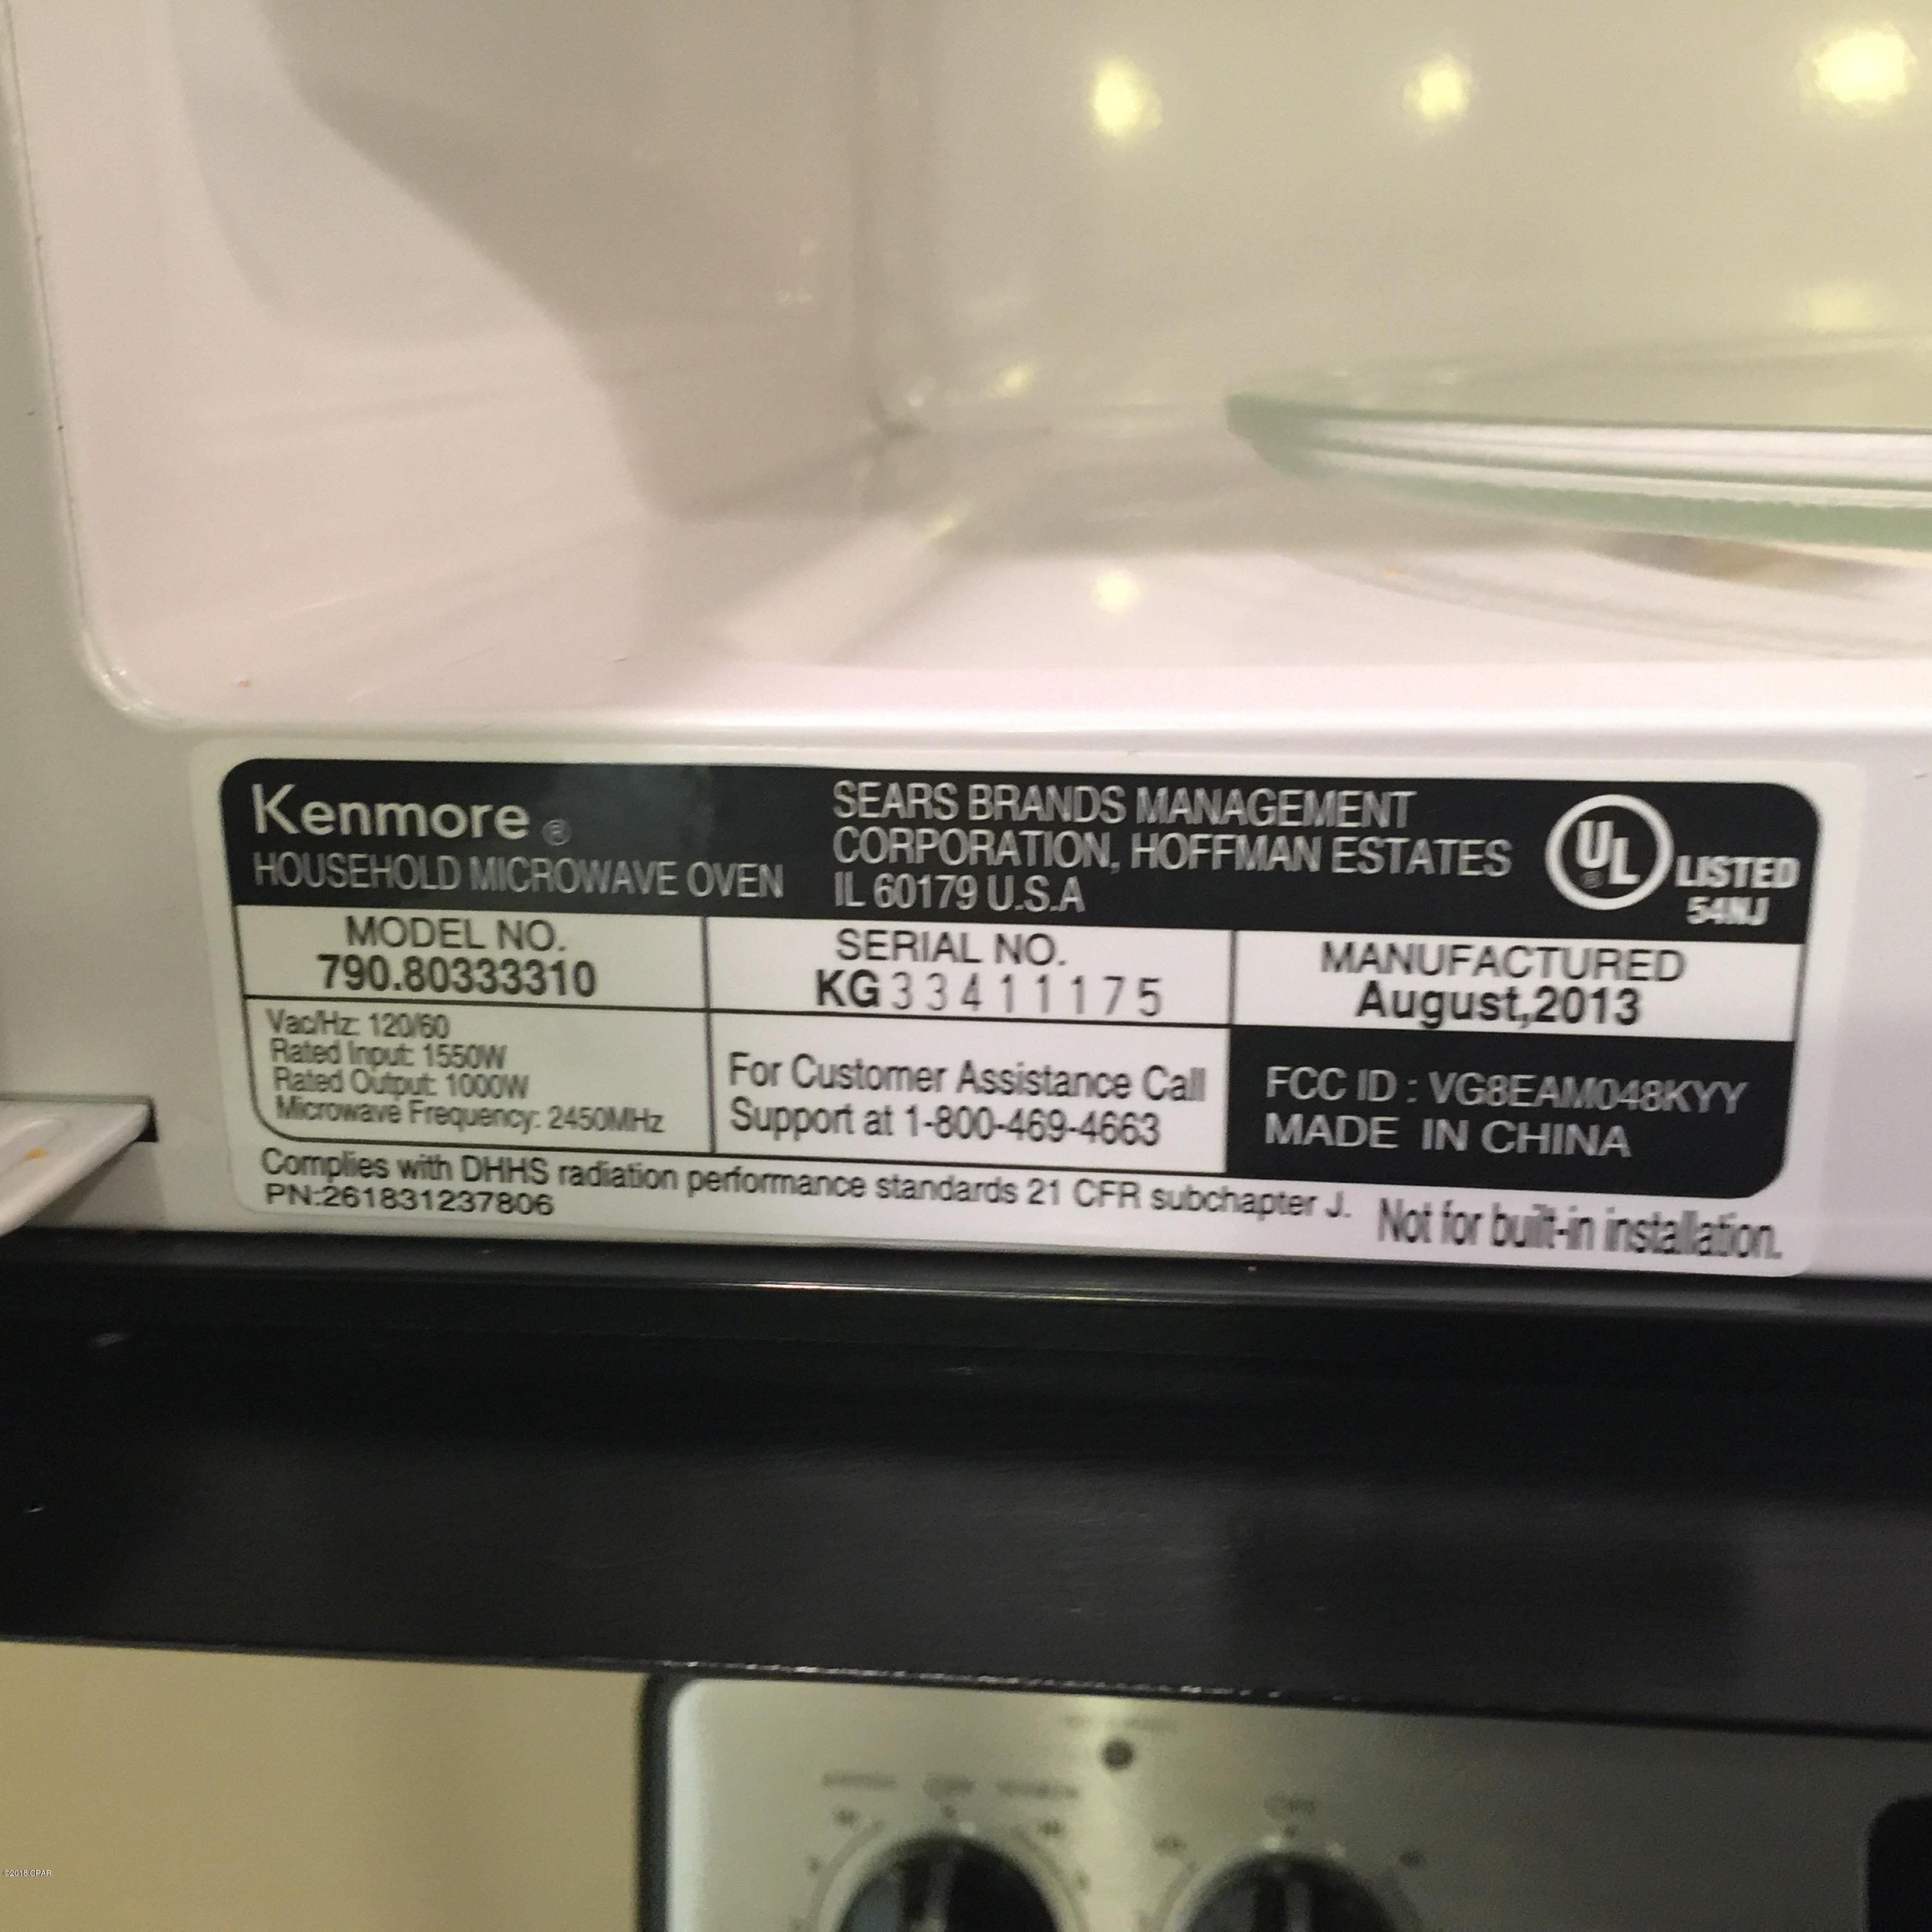 Kenmore ®
HOUSEHOLD MICROWAVE OVEN
SEARS BRANDS MANAGEMENT
CORPORATION, HOFFMAN ESTATES
IL 60179 U.S.A
UL ®
LISTED
54NJ
MODEL NO.
790.80333310
SERIAL NO.
KG33411175
MANUFACTURED
August,2013
Vac/Hz: 120/60
Rated Input: 1550W
Rated Output: 1000W
Microwave Frequency: 2450MHz
For Customer Assistance Call
Support at 1-800-469-4663
FCC ID : VG8EAM048KYY
MADE IN CHINA
Complies with DHHS radiation performance standards 21 CFR subchapter J.
PN:261831237806
Not for built-in installation.
OFF
©2018 CPAR